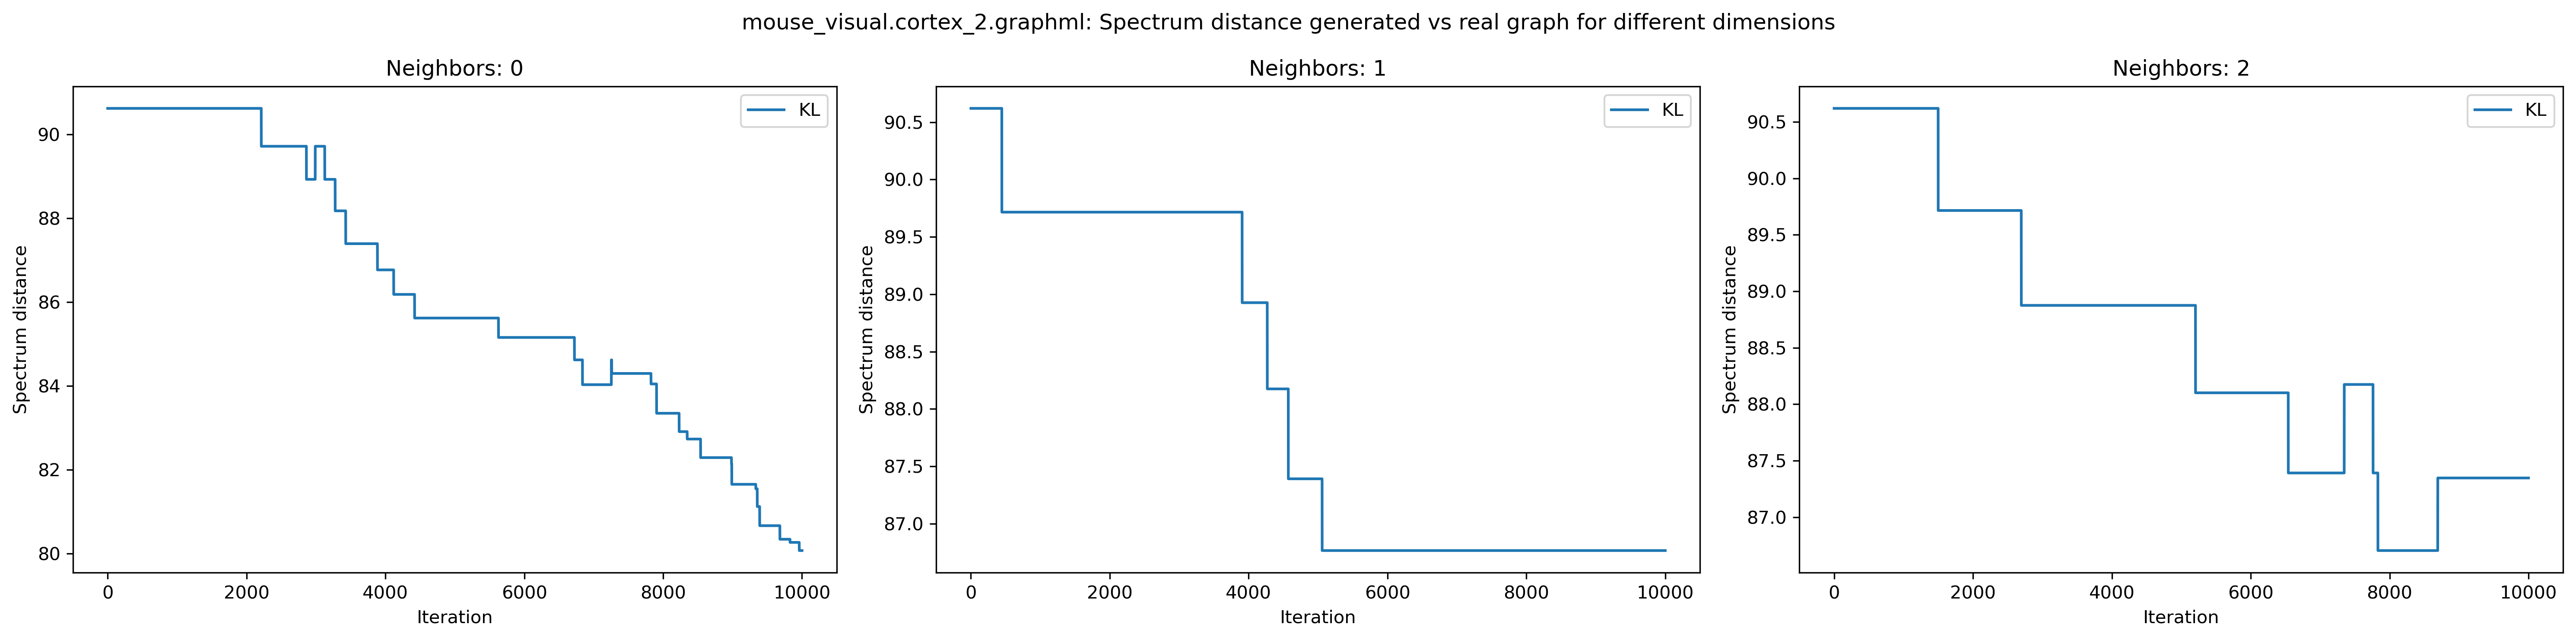 mouse_visual.cortex_2.graphml: Spectrum distance generated vs real graph for different dimensions
Neighbors: 0
KL
90
88
86
84
82
80
Spectrum distance
0 2000 4000 6000 8000 10000
Iteration
Neighbors: 1
KL
90.5
90.0
89.5
89.0
88.5
88.0
87.5
87.0
Spectrum distance
0 2000 4000 6000 8000 10000
Iteration
Neighbors: 2
KL
90.5
90.0
89.5
89.0
88.5
88.0
87.5
87.0
Spectrum distance
0 2000 4000 6000 8000 10000
Iteration